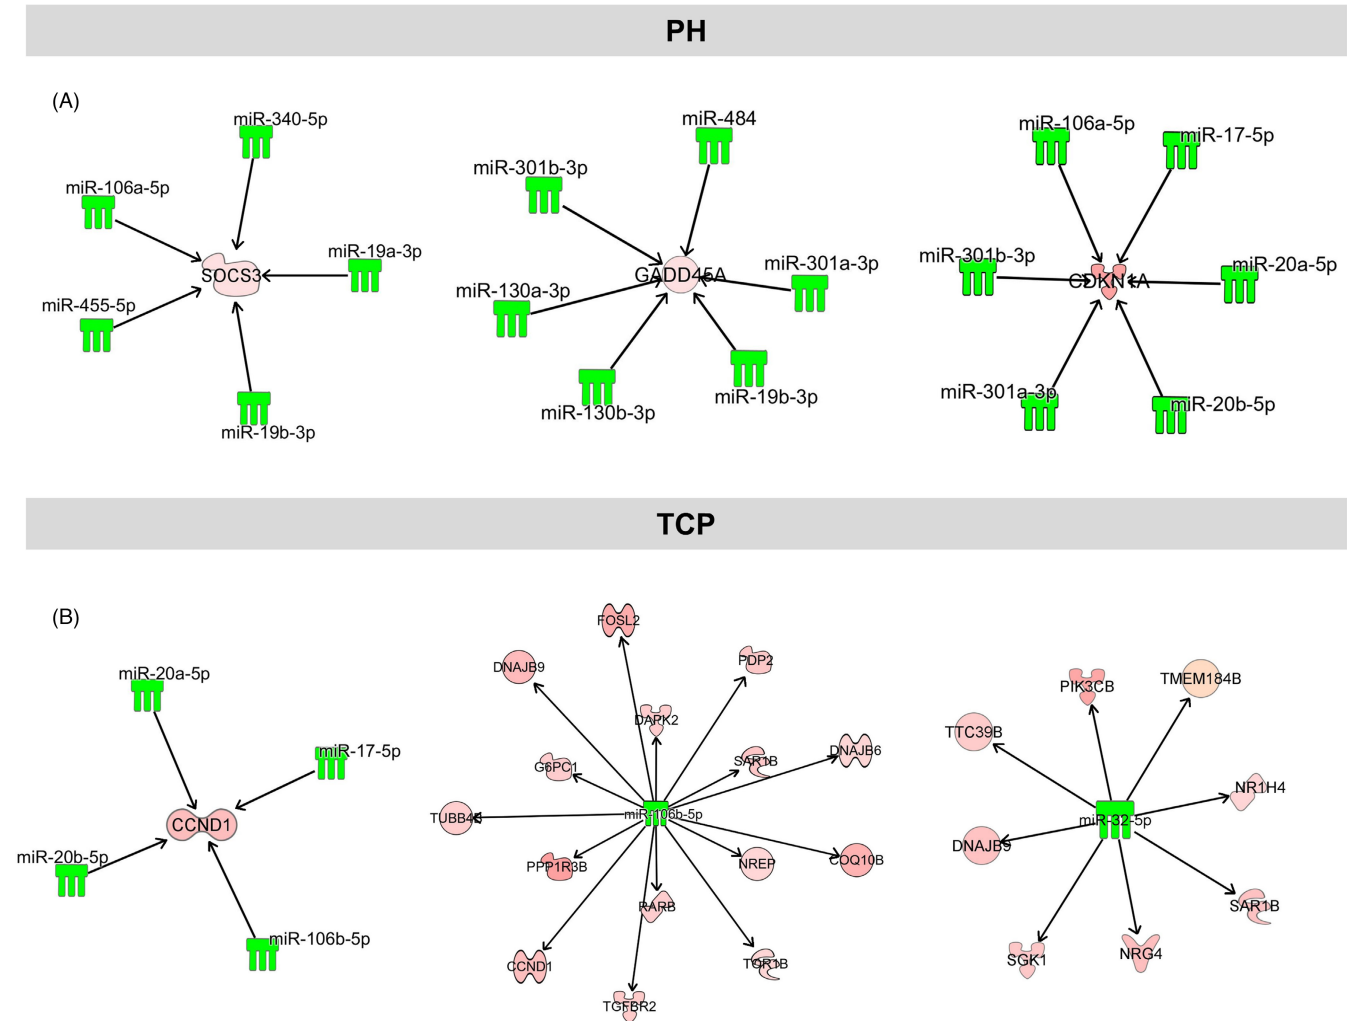 PH
(A)
miR-340-5p
miR-106a-5p
miR-19a-3p
SOCS3
miR-455-5p
miR-19b-3p
miR-484
miR-301b-3p
miR-301a-3p
GADD45A
miR-130a-3p
miR-130b-3p
miR-19b-3p
miR-106a-5p
miR-17-5p
miR-301b-3p
miR-20a-5p
CDKN1A
miR-301a-3p
miR-20b-5p
TCP
(B)
miR-20a-5p
miR-17-5p
CCND1
miR-20b-5p
miR-106b-5p
FOSL2
DNAJB9
PDP2
DAPK2
G6PC1
SAR1B
DNAJB6
miR-106b-5p
PPP1R3B
NREP
COQ10B
RARB
CCND1
TOR1B
TGFBR2
PIK3CB
TMEM184B
TTC39B
NR1H4
miR-32-5p
DNAJB9
SAR1B
SGK1
NRG4